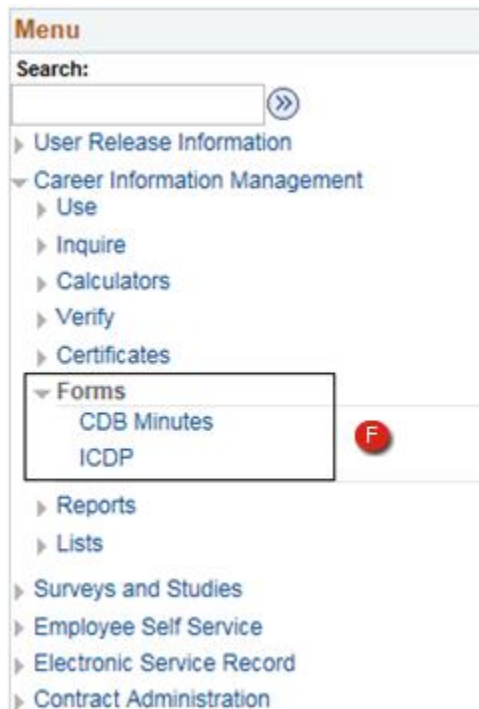 Menu
Search:
User Release Information
Career Information Management
Use
Inquire
Calculators
Verify
Certificates
Forms
CDB Minutes
F
ICDP
Reports
Lists
Surveys and Studies
Employee Self Service
Electronic Service Record
Contract Administration